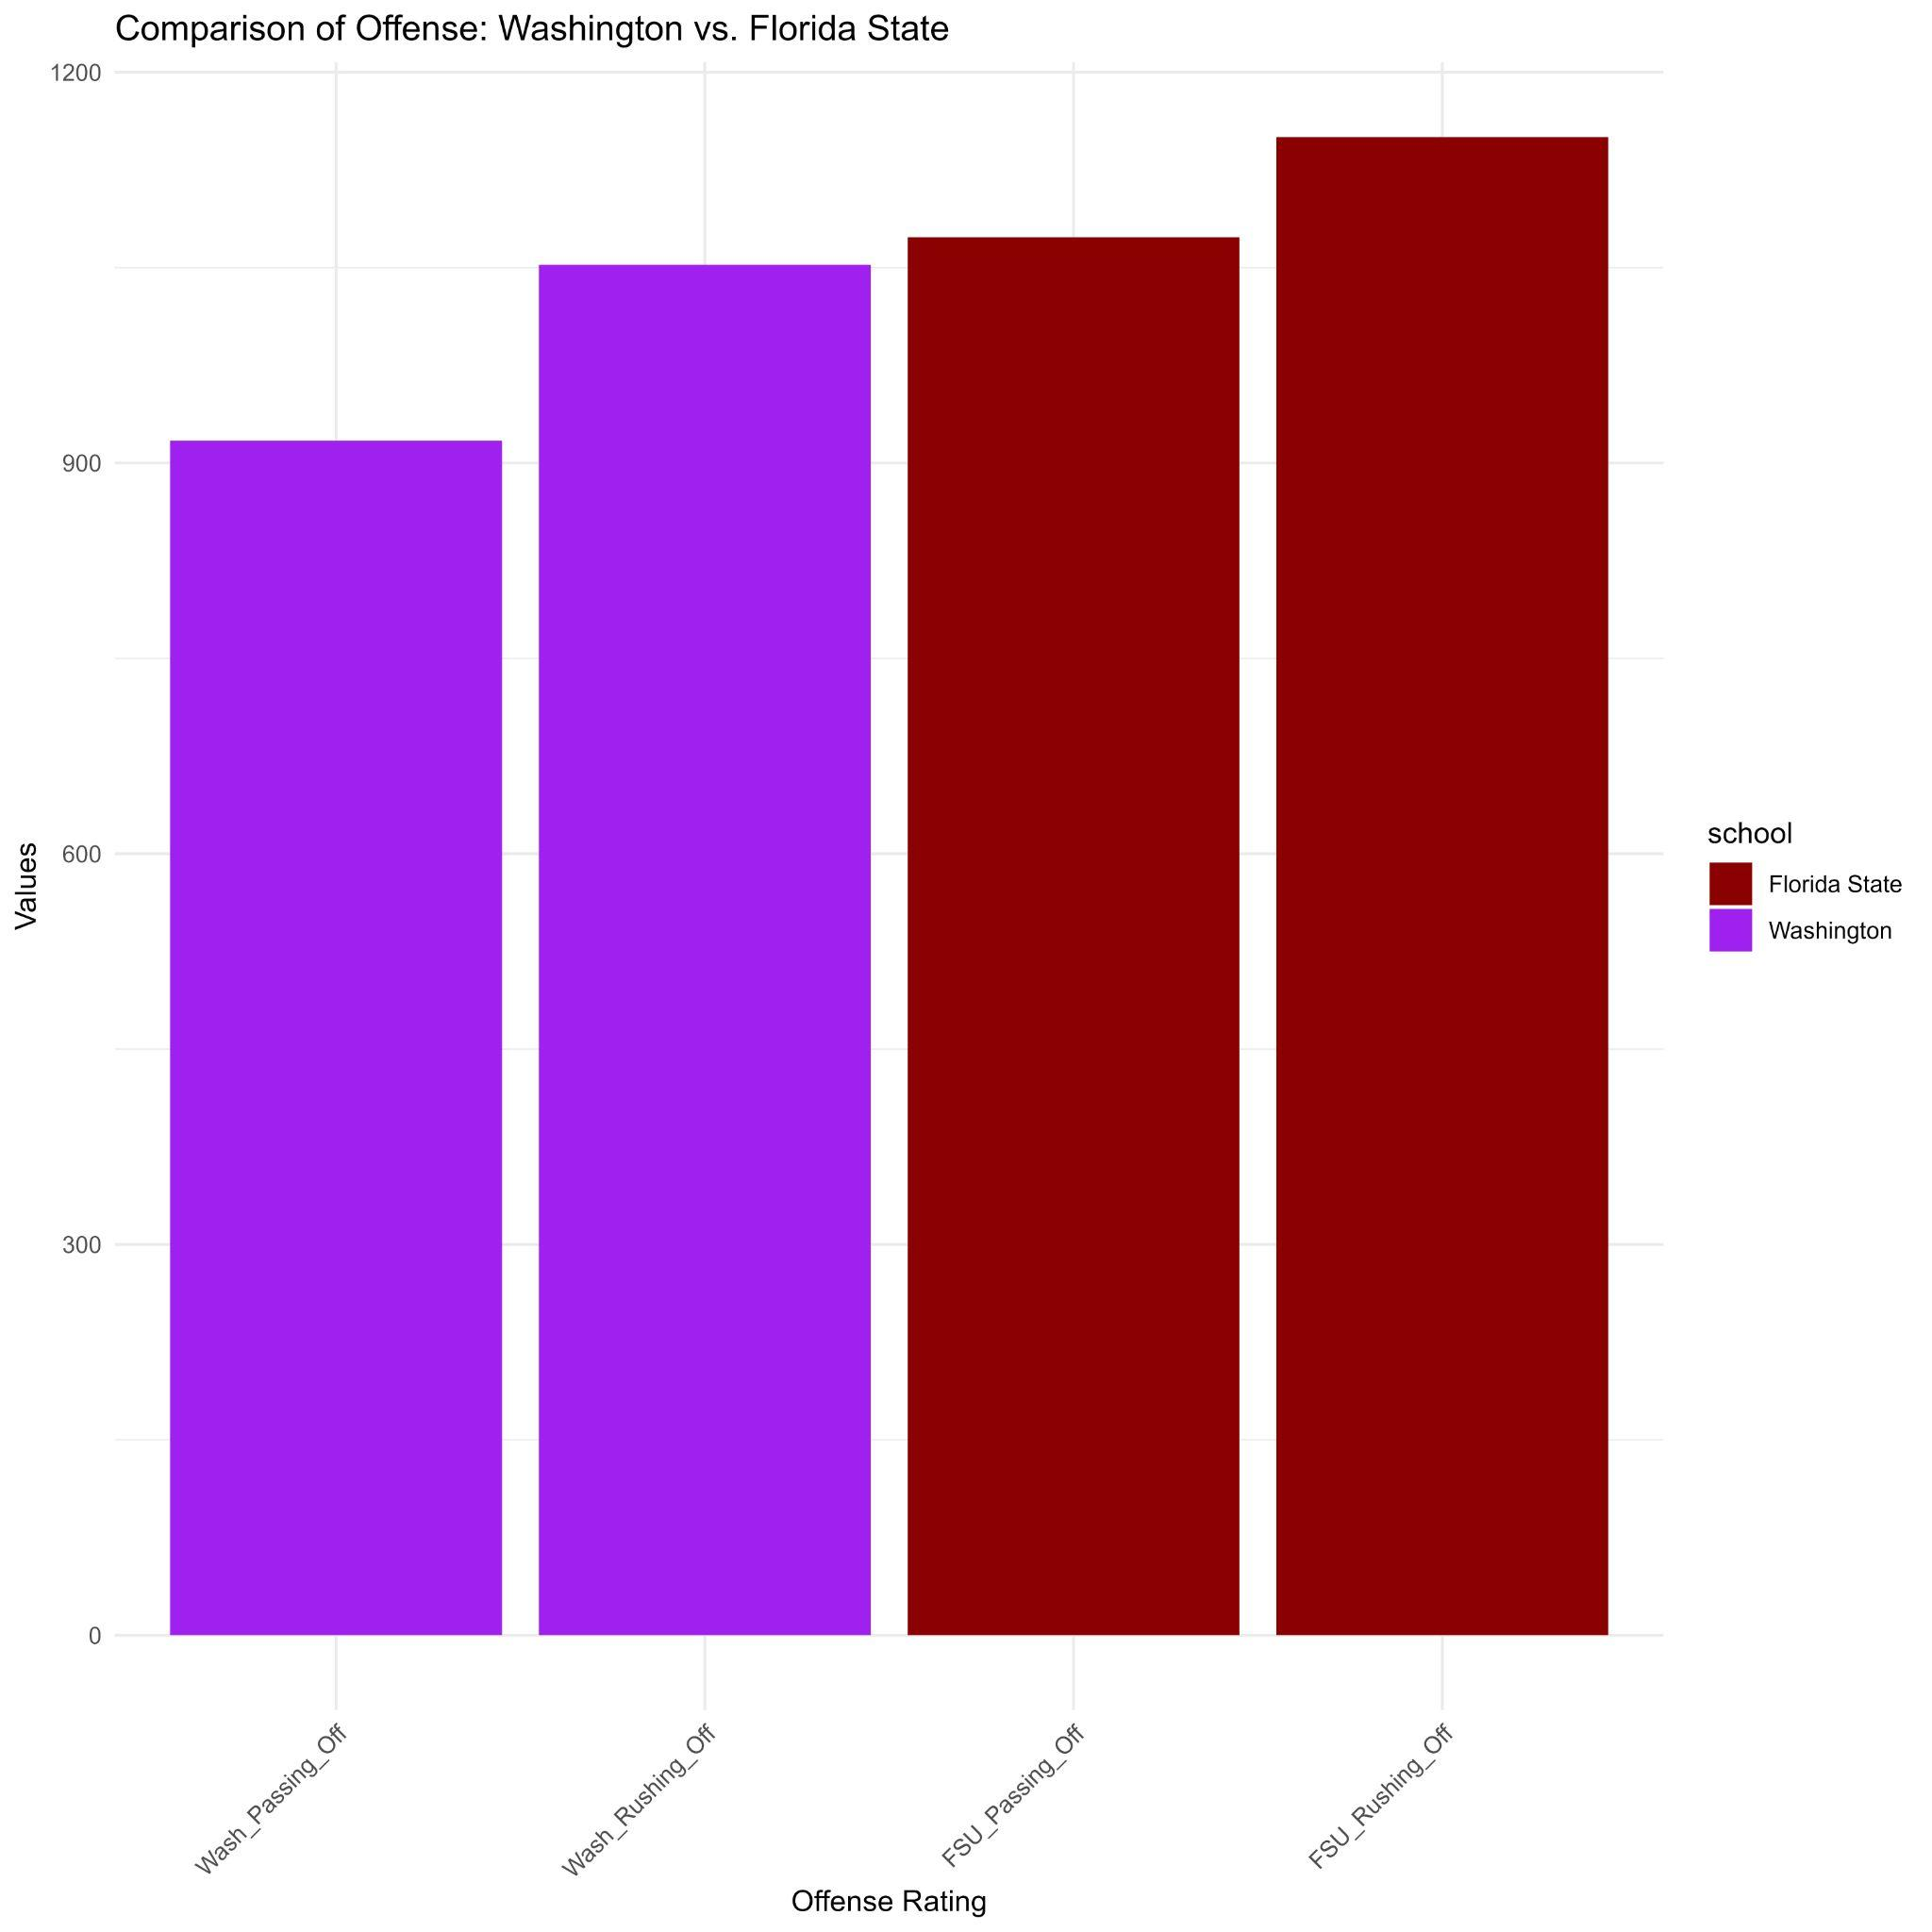 Comparison of Offense: Washington vs. Florida State
1200
900
600
300
0
Values
Wash_Passing_Off
Wash_Rushing_Off
FSU_Passing_Off
FSU_Rushing_Off
Offense Rating
school
Florida State
Washington